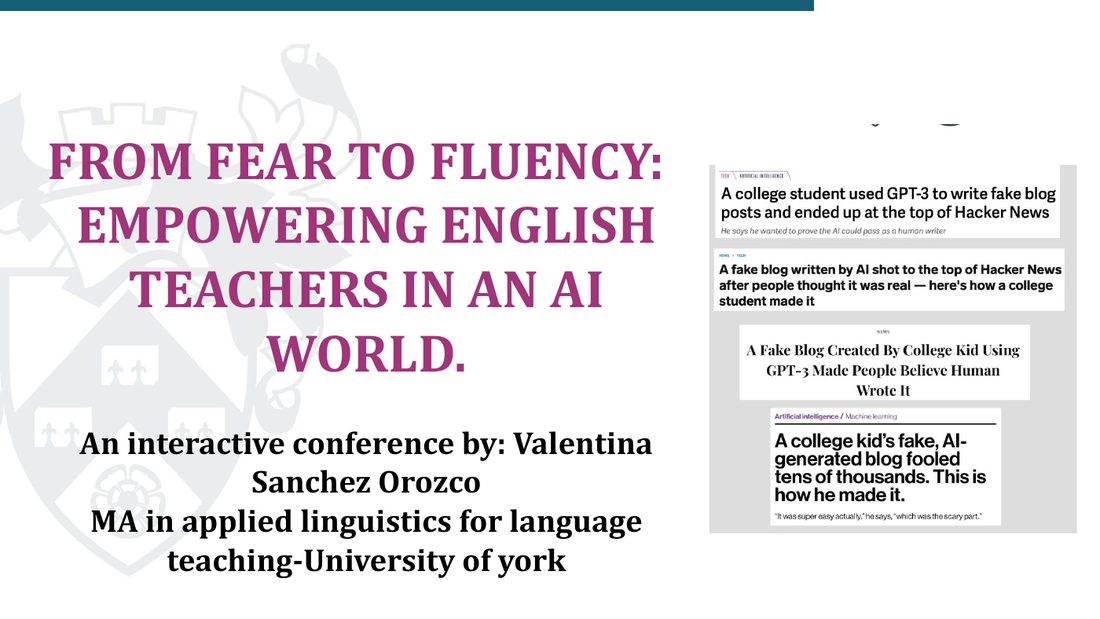 FROM FEAR TO FLUENCY:
EMPOWERING ENGLISH
TEACHERS IN AN AI
WORLD.
An interactive conference by: Valentina
Sanchez Orozco
MA in applied linguistics for language
teaching-University of york
TECH ARTIFICIAL INTELLIGENCE
A college student used GPT-3 to write fake blog
posts and ended up at the top of Hacker News
He says he wanted to prove the AI could pass as a human writer
NEWS > TECH
A fake blog written by AI shot to the top of Hacker News
after people thought it was real — here's how a college
student made it
NEWS
A Fake Blog Created By College Kid Using
GPT-3 Made People Believe Human
Wrote It
Artificial intelligence / Machine learning
A college kid's fake, AI-
generated blog fooled
tens of thousands. This is
how he made it.
"It was super easy actually," he says, "which was the scary part."